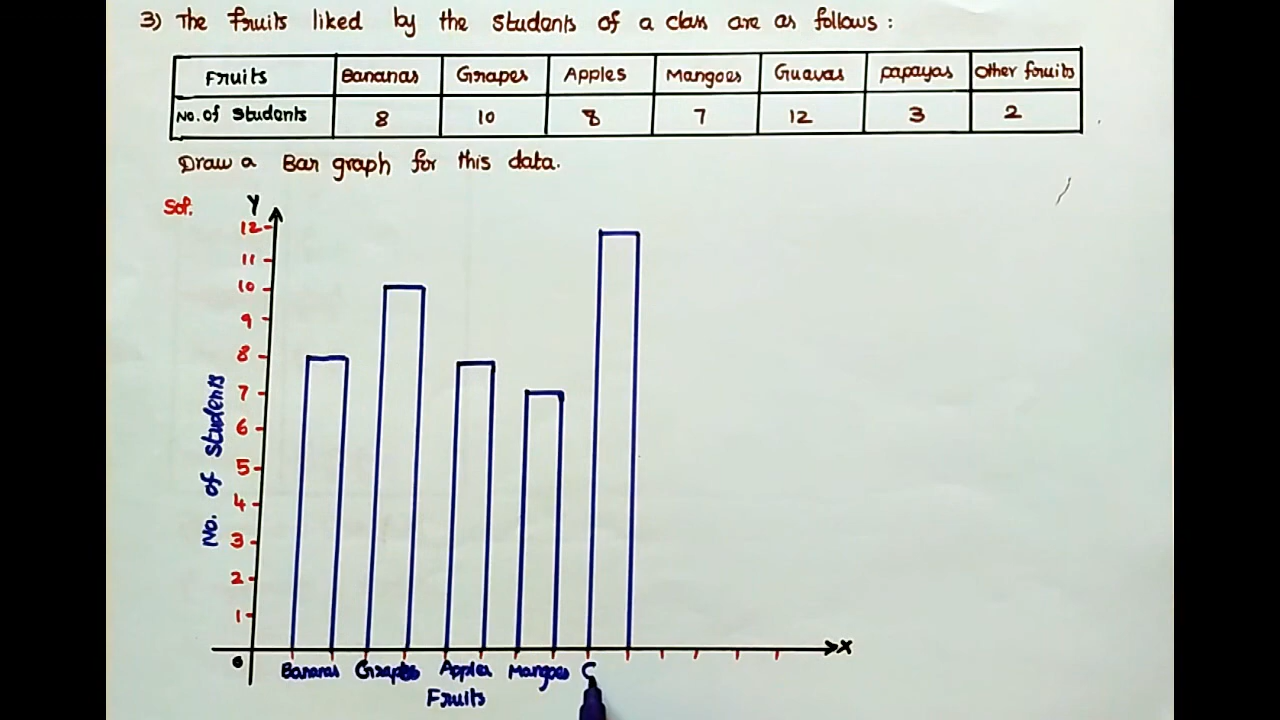 3) The fruits liked by the students of a class are as follows :
Fruits Bananas Grapes Apples Mangoes Guavas papayas Other fruits
No. of Students 8 10 8 7 12 3 2
Draw a Bar graph for this data.
Sol.
Y
12
11
10
9
8
7
6
5
4
3
2
1
0
No. of students
X
Bananas Grapes Apples Mangoes G
Fruits